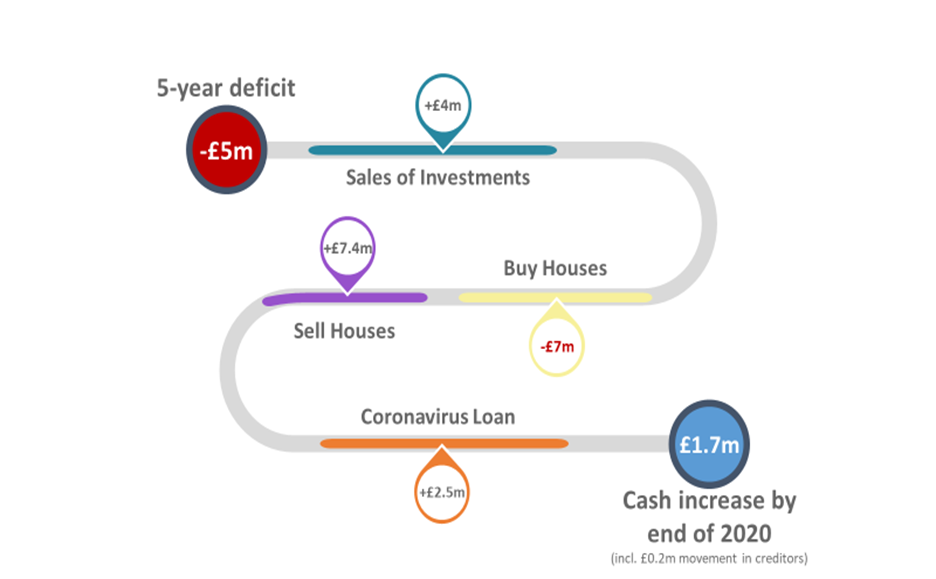 5-year deficit
-£5m
+£4m
Sales of Investments
Buy Houses
-£7m
+£7.4m
Sell Houses
Coronavirus Loan
+£2.5m
£1.7m
Cash increase by
end of 2020
(incl. £0.2m movement in creditors)